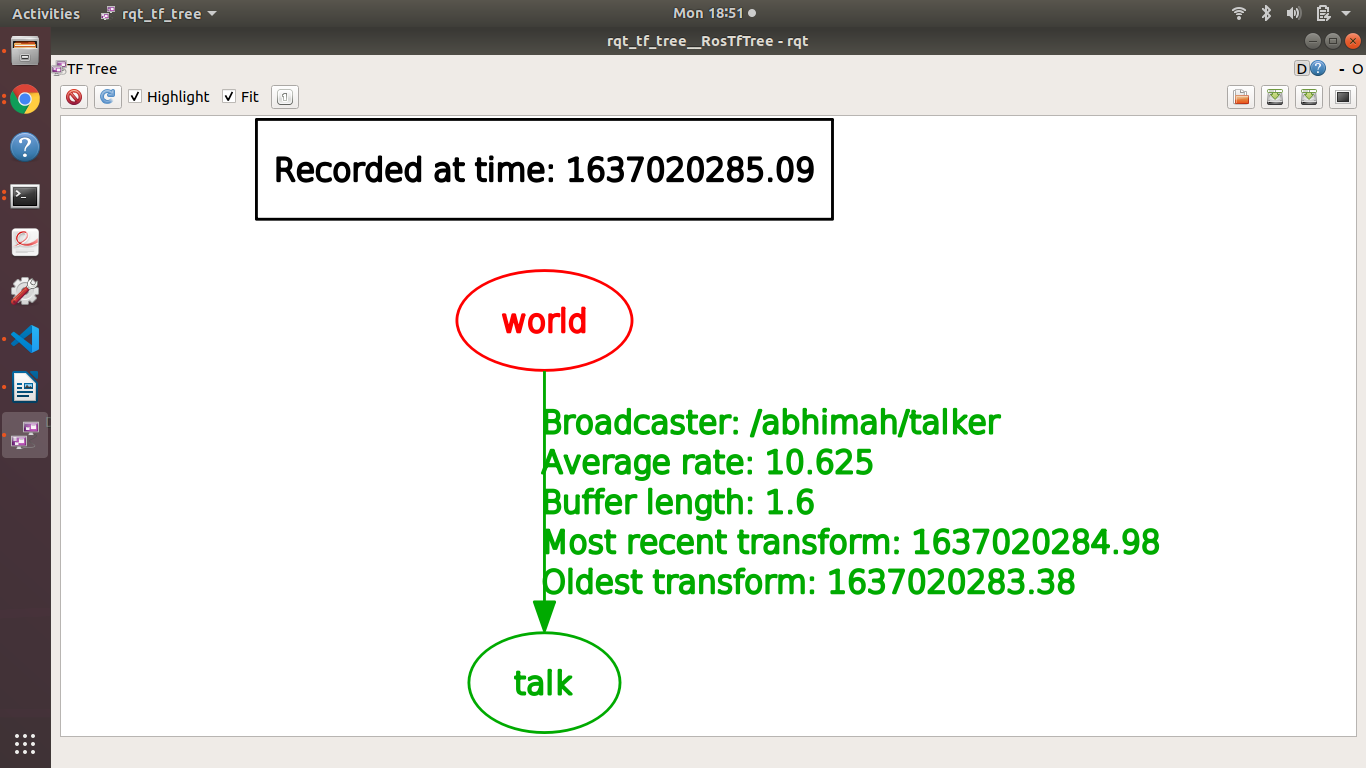 Activities rqt_tf_tree Mon 18:51
rqt_tf_tree__RosTfTree - rqt
TF Tree D ? - O
Highlight Fit
Recorded at time: 1637020285.09
world
Broadcaster: /abhimah/talker
Average rate: 10.625
Buffer length: 1.6
Most recent transform: 1637020284.98
Oldest transform: 1637020283.38
talk